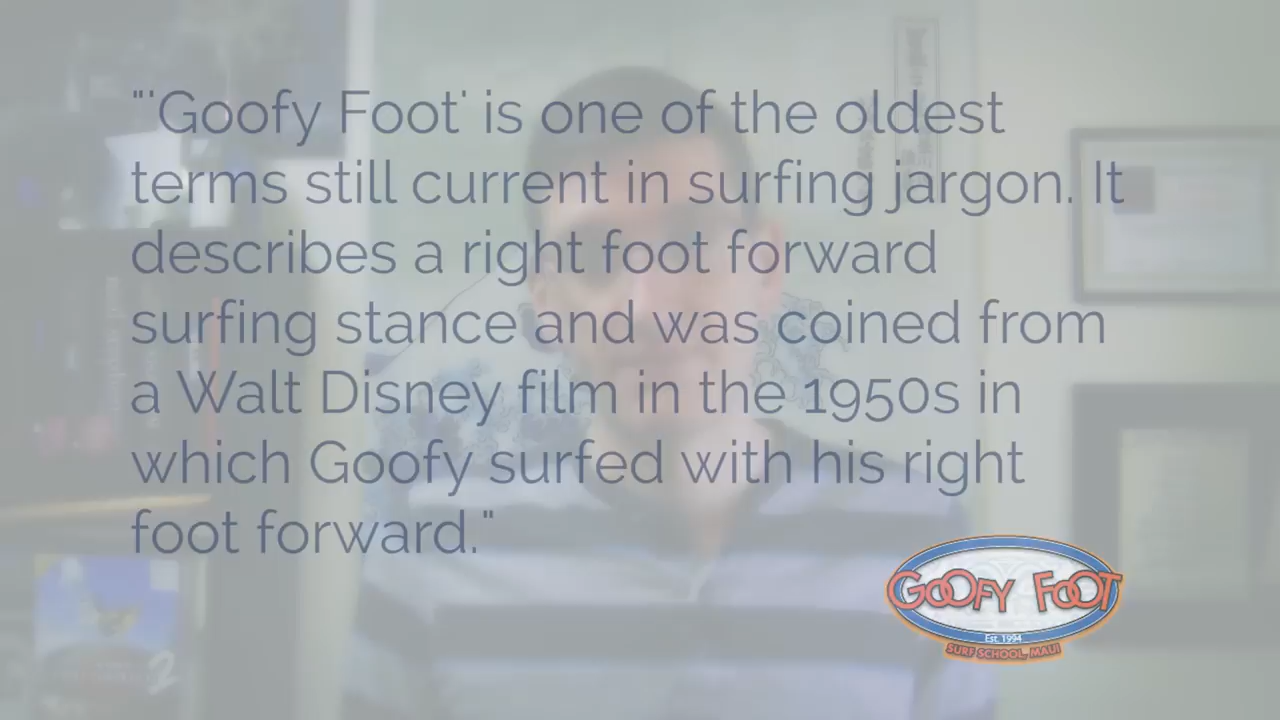 "'Goofy Foot' is one of the oldest
terms still current in surfing jargon. It
describes a right foot forward
surfing stance and was coined from
a Walt Disney film in the 1950s in
which Goofy surfed with his right
foot forward."
GOOFY FOOT
Est. 1994
SURF SCHOOL, MAUI
2